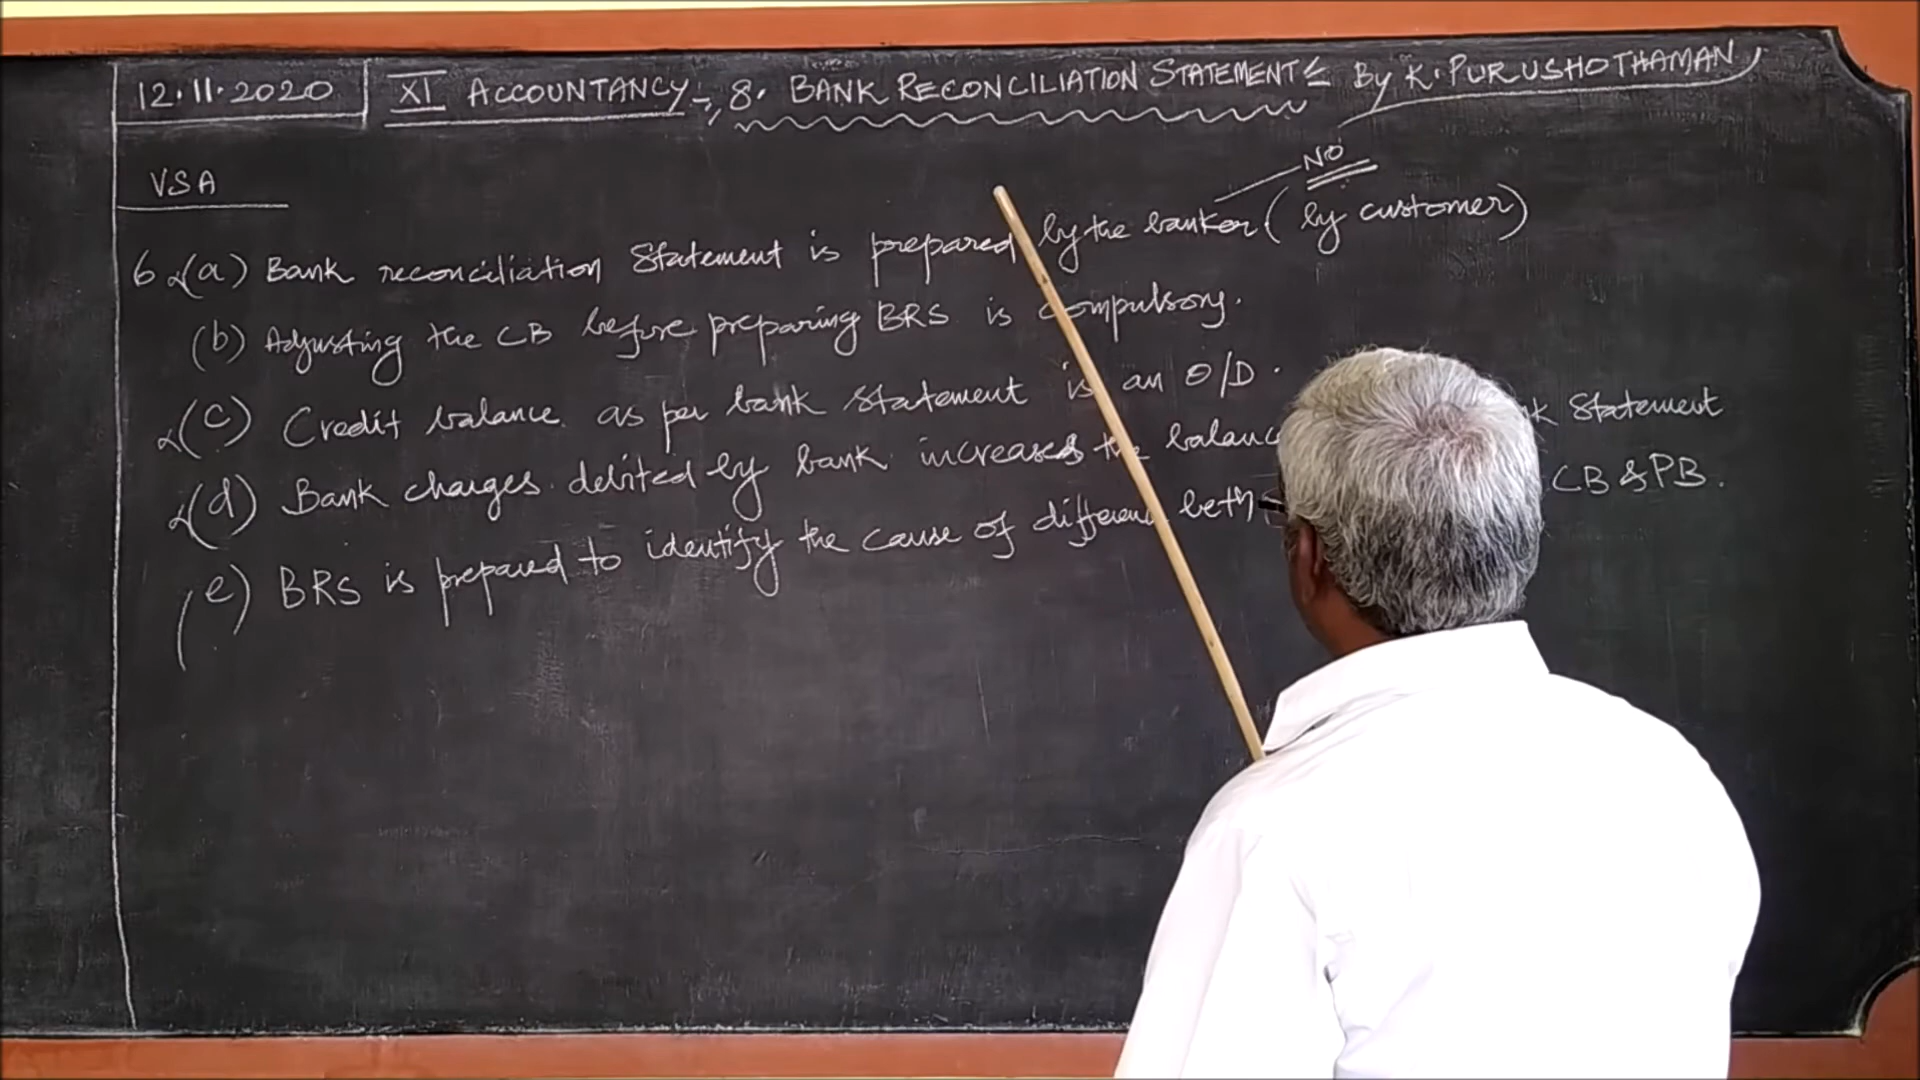 12.11.2020 XI ACCOUNTANCY:- 8. BANK RECONCILIATION STATEMENT:- By K. PURUSHOTHAMAN
NO
VSA
6 (a) Bank reconciliation Statement is prepared by the banker (by customer)
(b) Adjusting the CB before preparing BRS is compulsory.
(c) Credit balance as per bank Statement is an O/D.
(d) Bank charges debited by bank increases the balanc Statement
(e) BRS is prepared to identify the cause of differenc betn CB & PB.